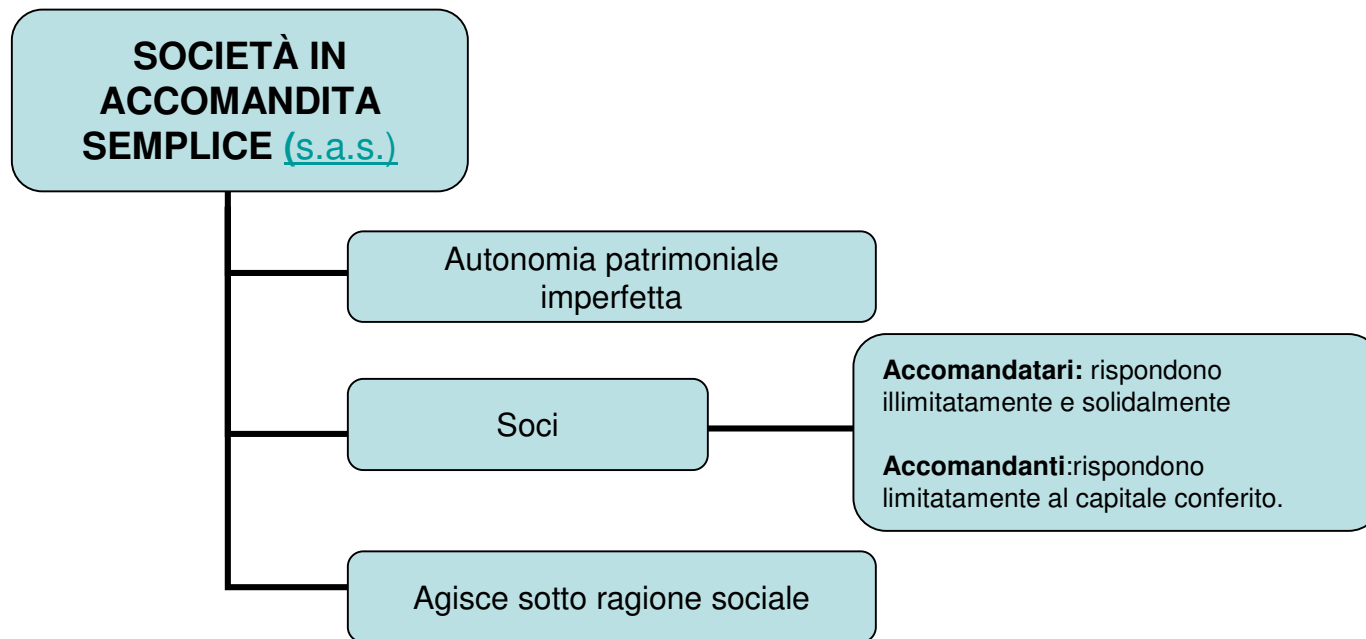 SOCIETÀ IN
ACCOMANDITA
SEMPLICE (s.a.s.)
Autonomia patrimoniale
imperfetta
Soci
Accomandatari: rispondono
illimitatamente e solidalmente
Accomandanti:rispondono
limitatamente al capitale conferito.
Agisce sotto ragione sociale